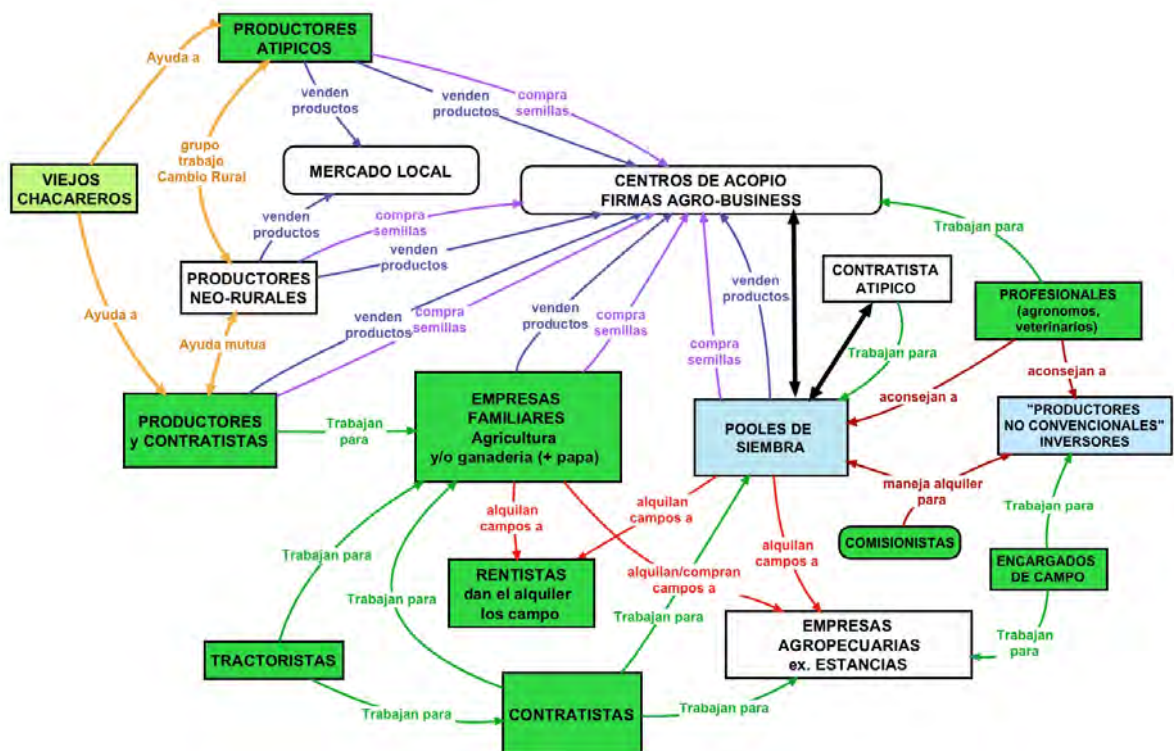 PRODUCTORES
ATIPICOS
Ayuda a
venden
productos
venden
productos
compra
semillas
grupo
trabajo
Cambio Rural
VIEJOS
CHACAREROS
MERCADO LOCAL
CENTROS DE ACOPIO
FIRMAS AGRO-BUSINESS
venden
productos
compra
semillas
venden
productos
Trabajan para
PRODUCTORES
NEO-RURALES
CONTRATISTA
ATIPICO
PROFESIONALES
(agronomos,
veterinarios)
Ayuda a
Ayuda mutua
venden
productos
compra
semillas
venden
productos
compra
semillas
compra
semillas
venden
productos
Trabajan para
aconsejan a
aconsejan a
PRODUCTORES
y CONTRATISTAS
Trabajan
para
EMPRESAS
FAMILIARES
Agricultura
y/o ganaderia (+ papa)
POOLES DE
SIEMBRA
"PRODUCTORES
NO CONVENCIONALES"
INVERSORES
maneja alquiler
para
alquilan
campos a
alquilan
campos a
alquilan
campos a
Trabajan
para
COMISIONISTAS
Trabajan para
RENTISTAS
dan el alquiler
los campo
alquilan/compran
campos a
ENCARGADOS
DE CAMPO
Trabajan para
Trabajan
para
EMPRESAS
AGROPECUARIAS
ex. ESTANCIAS
Trabajan
para
TRACTORISTAS
Trabajan para
CONTRATISTAS
Trabajan
para